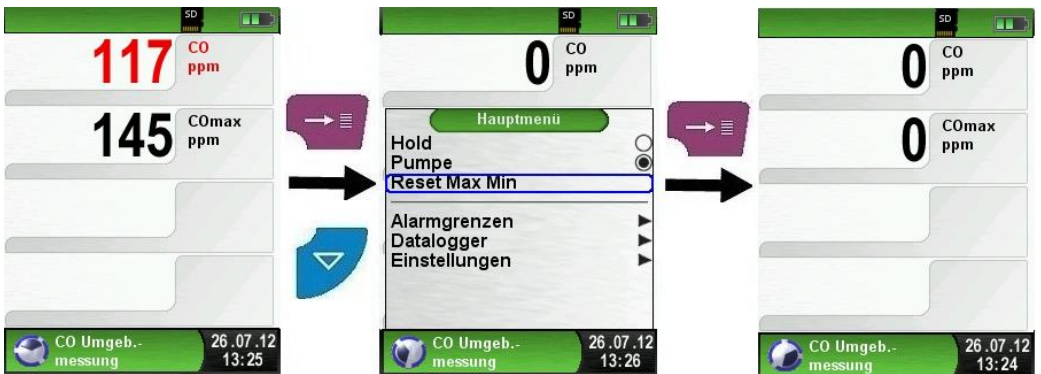 SD
117 CO
ppm
145 COmax
ppm
CO Umgeb.-
messung
26.07.12
13:25
SD
0 CO
ppm
Hauptmenü
Hold
Pumpe
Reset Max Min
Alarmgrenzen
Datalogger
Einstellungen
CO Umgeb.-
messung
26.07.12
13:26
SD
0 CO
ppm
0 COmax
ppm
CO Umgeb.-
messung
26.07.12
13:24